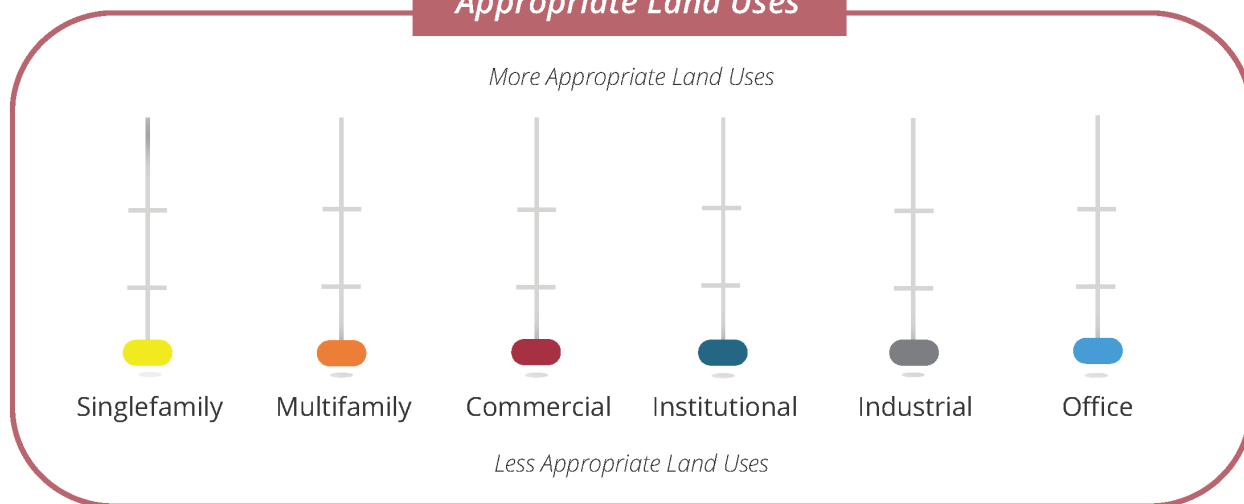 Appropriate Land Uses
More Appropriate Land Uses
Singlefamily Multifamily Commercial Institutional Industrial Office
Less Appropriate Land Uses